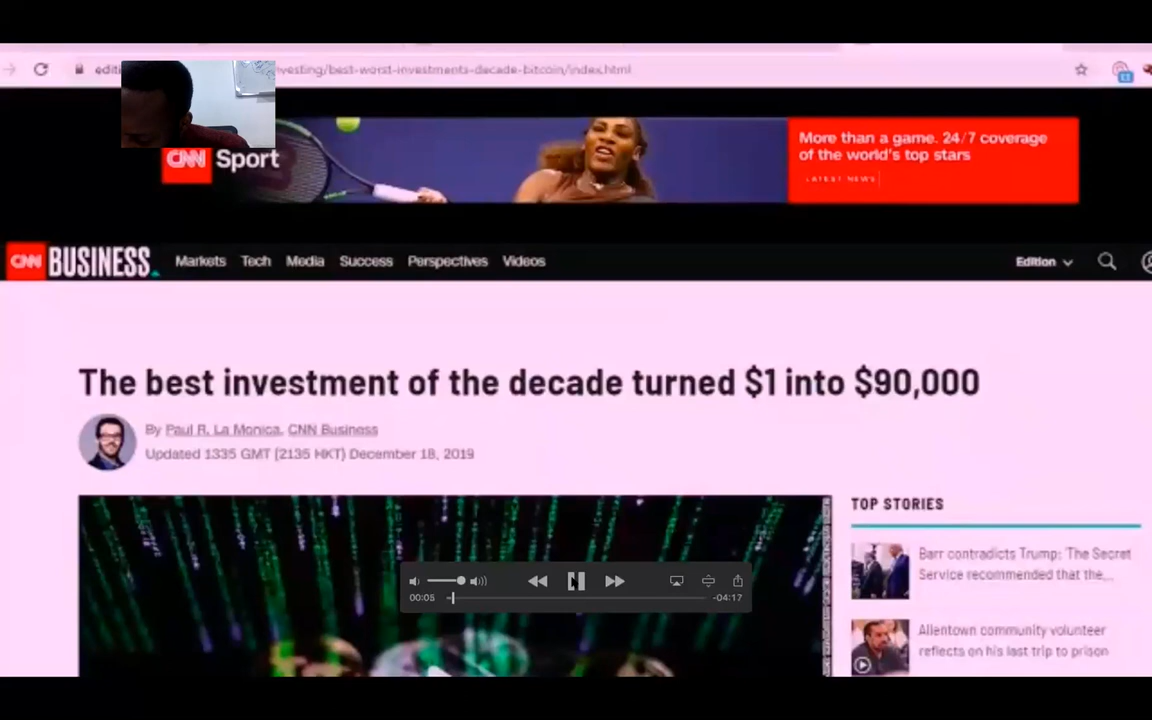 vesting/best-worst-investments-decade-bitcoin/index.html
CNN Sport
More than a game. 24/7 coverage
of the world's top stars
LATEST NEWS
CNN BUSINESS
Markets Tech Media Success Perspectives Videos
Edition
The best investment of the decade turned $1 into $90,000
By Paul R. La Monica, CNN Business
Updated 1335 GMT (2135 HKT) December 18, 2019
TOP STORIES
Barr contradicts Trump: 'The Secret
Service recommended that the...
Allentown community volunteer
reflects on his last trip to prison
00:05
-04:17